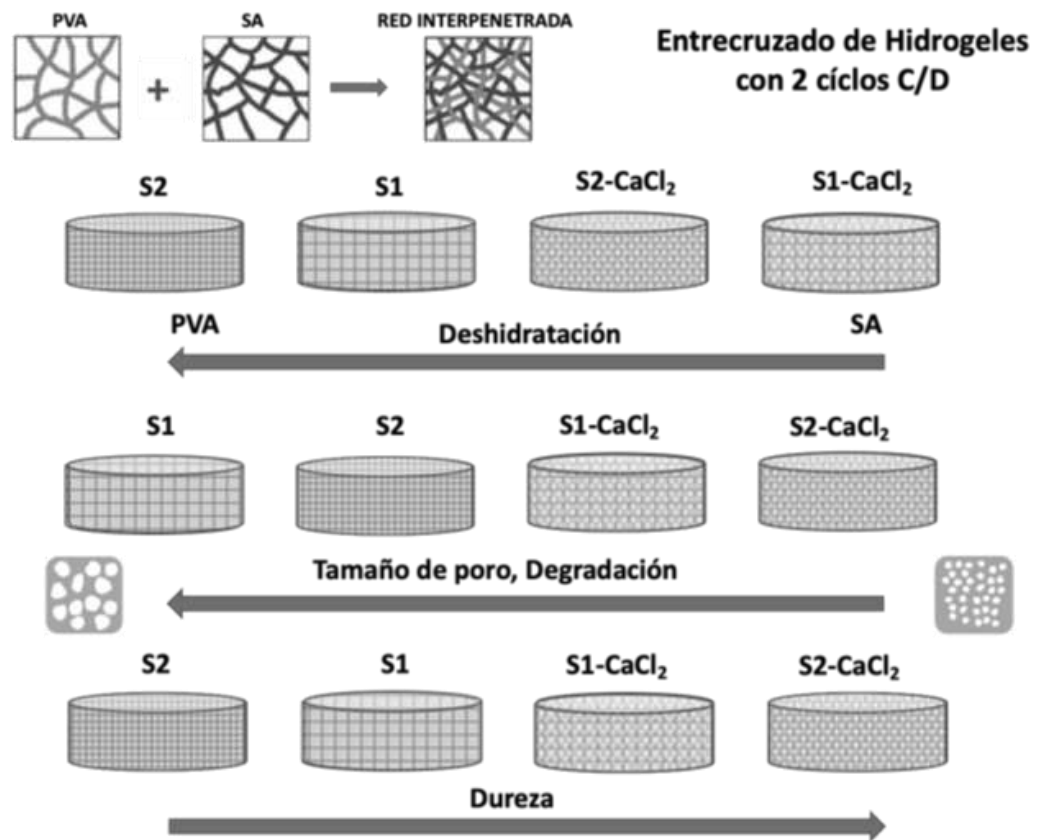 PVA
SA
RED INTERPENETRADA
Entrecruzado de Hidrogeles
con 2 cíclos C/D
+
S2
S1
S2-CaCl₂
S1-CaCl₂
PVA
Deshidratación
SA
S1
S2
S1-CaCl₂
S2-CaCl₂
Tamaño de poro, Degradación
S2
S1
S1-CaCl₂
S2-CaCl₂
Dureza